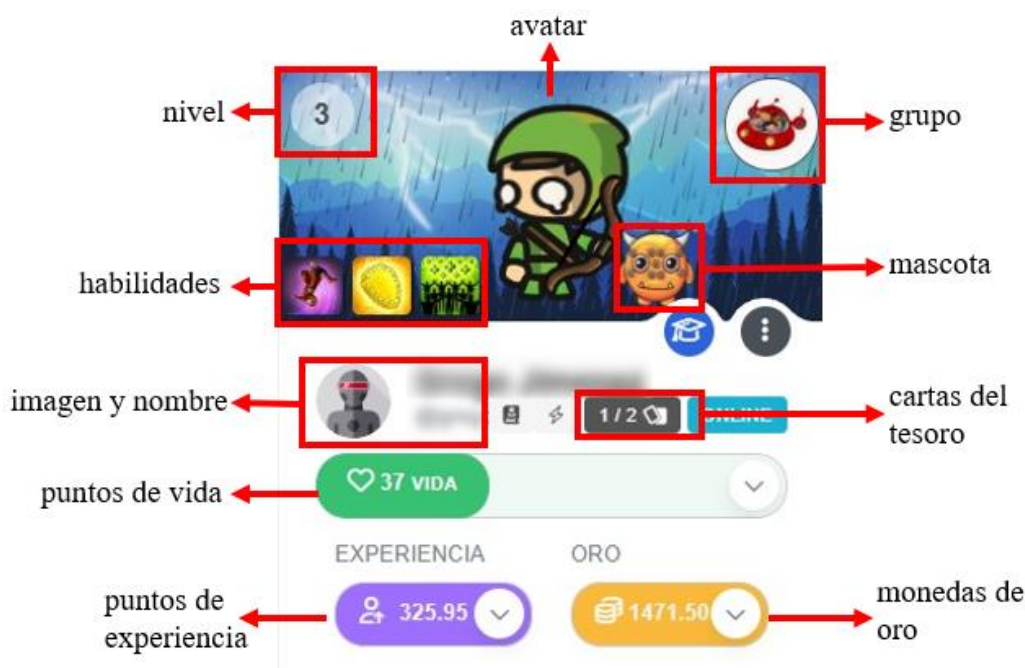 avatar
nivel
3
grupo
habilidades
mascota
imagen y nombre
1 / 2
ONLINE
cartas del
tesoro
puntos de vida
37 VIDA
EXPERIENCIA
ORO
puntos de
experiencia
325.95
1471.50
monedas de
oro